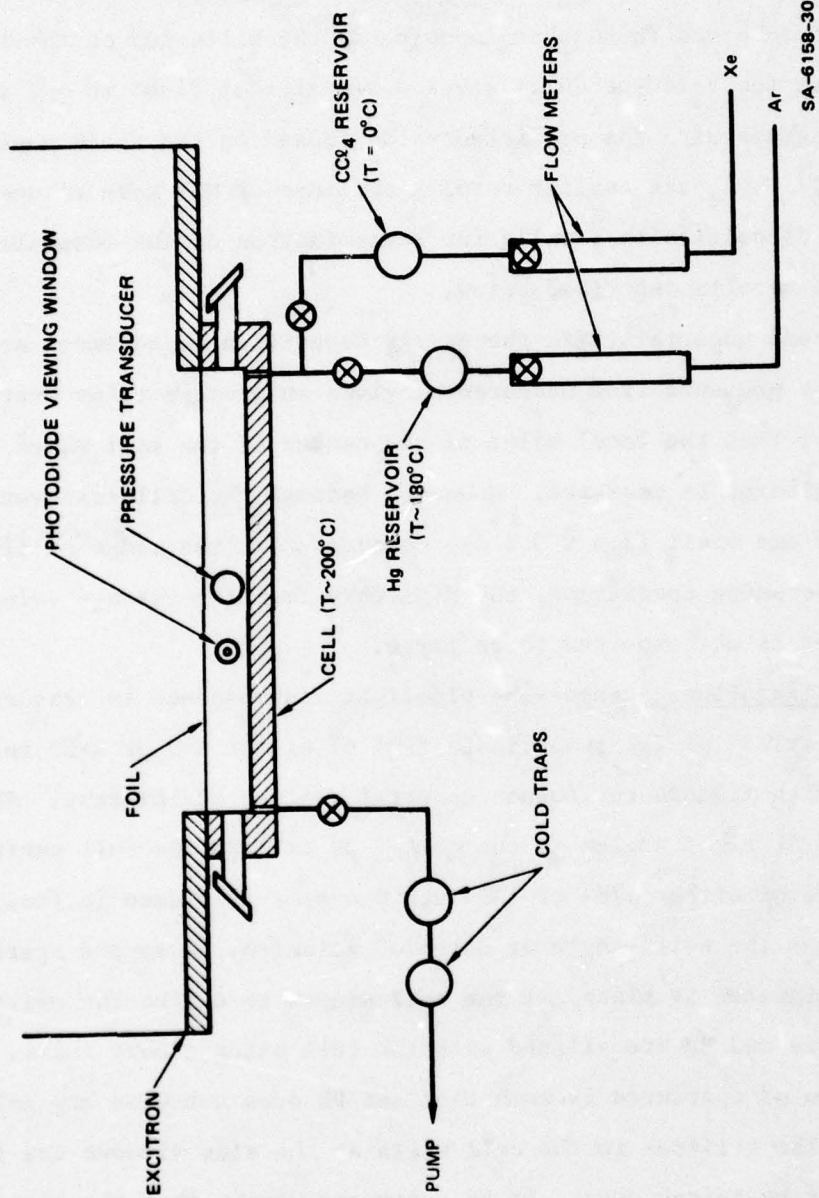 EXCITRON
FOIL
PHOTODIODE VIEWING WINDOW
PRESSURE TRANSDUCER
CELL (T~200°C)
CCℓ4 RESERVOIR
(T = 0°C)
Hg RESERVOIR
(T~180°C)
FLOW METERS
COLD TRAPS
PUMP
Xe
Ar
SA-6158-30